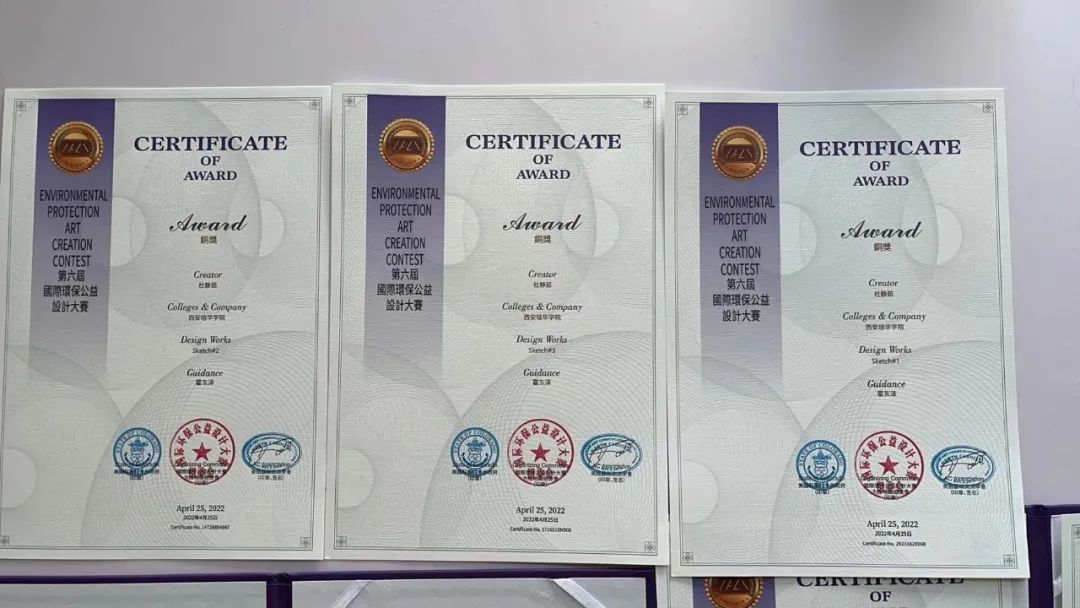 ENVIRONMENTAL
PROTECTION
ART
CREATION
CONTEST
第六屆
國際環保公益
設計大賽
CERTIFICATE
OF
AWARD
Award
銅獎
Creator
杜静茹
Colleges & Company
西安培华学院
Design Works
Sketch#2
Guidance
霍东泽
April 25, 2022
2022年4月25日
ENVIRONMENTAL
PROTECTION
ART
CREATION
CONTEST
第六屆
國際環保公益
設計大賽
CERTIFICATE
OF
AWARD
Award
銅獎
Creator
杜静茹
Colleges & Company
西安培华学院
Design Works
Sketch#3
Guidance
霍东泽
April 25, 2022
2022年4月25日
ENVIRONMENTAL
PROTECTION
ART
CREATION
CONTEST
第六屆
國際環保公益
設計大賽
CERTIFICATE
OF
AWARD
Award
銅獎
Creator
杜静茹
Colleges & Company
西安培华学院
Design Works
Sketch#1
Guidance
霍东泽
April 25, 2022
2022年4月25日
CERTIFICATE
OF